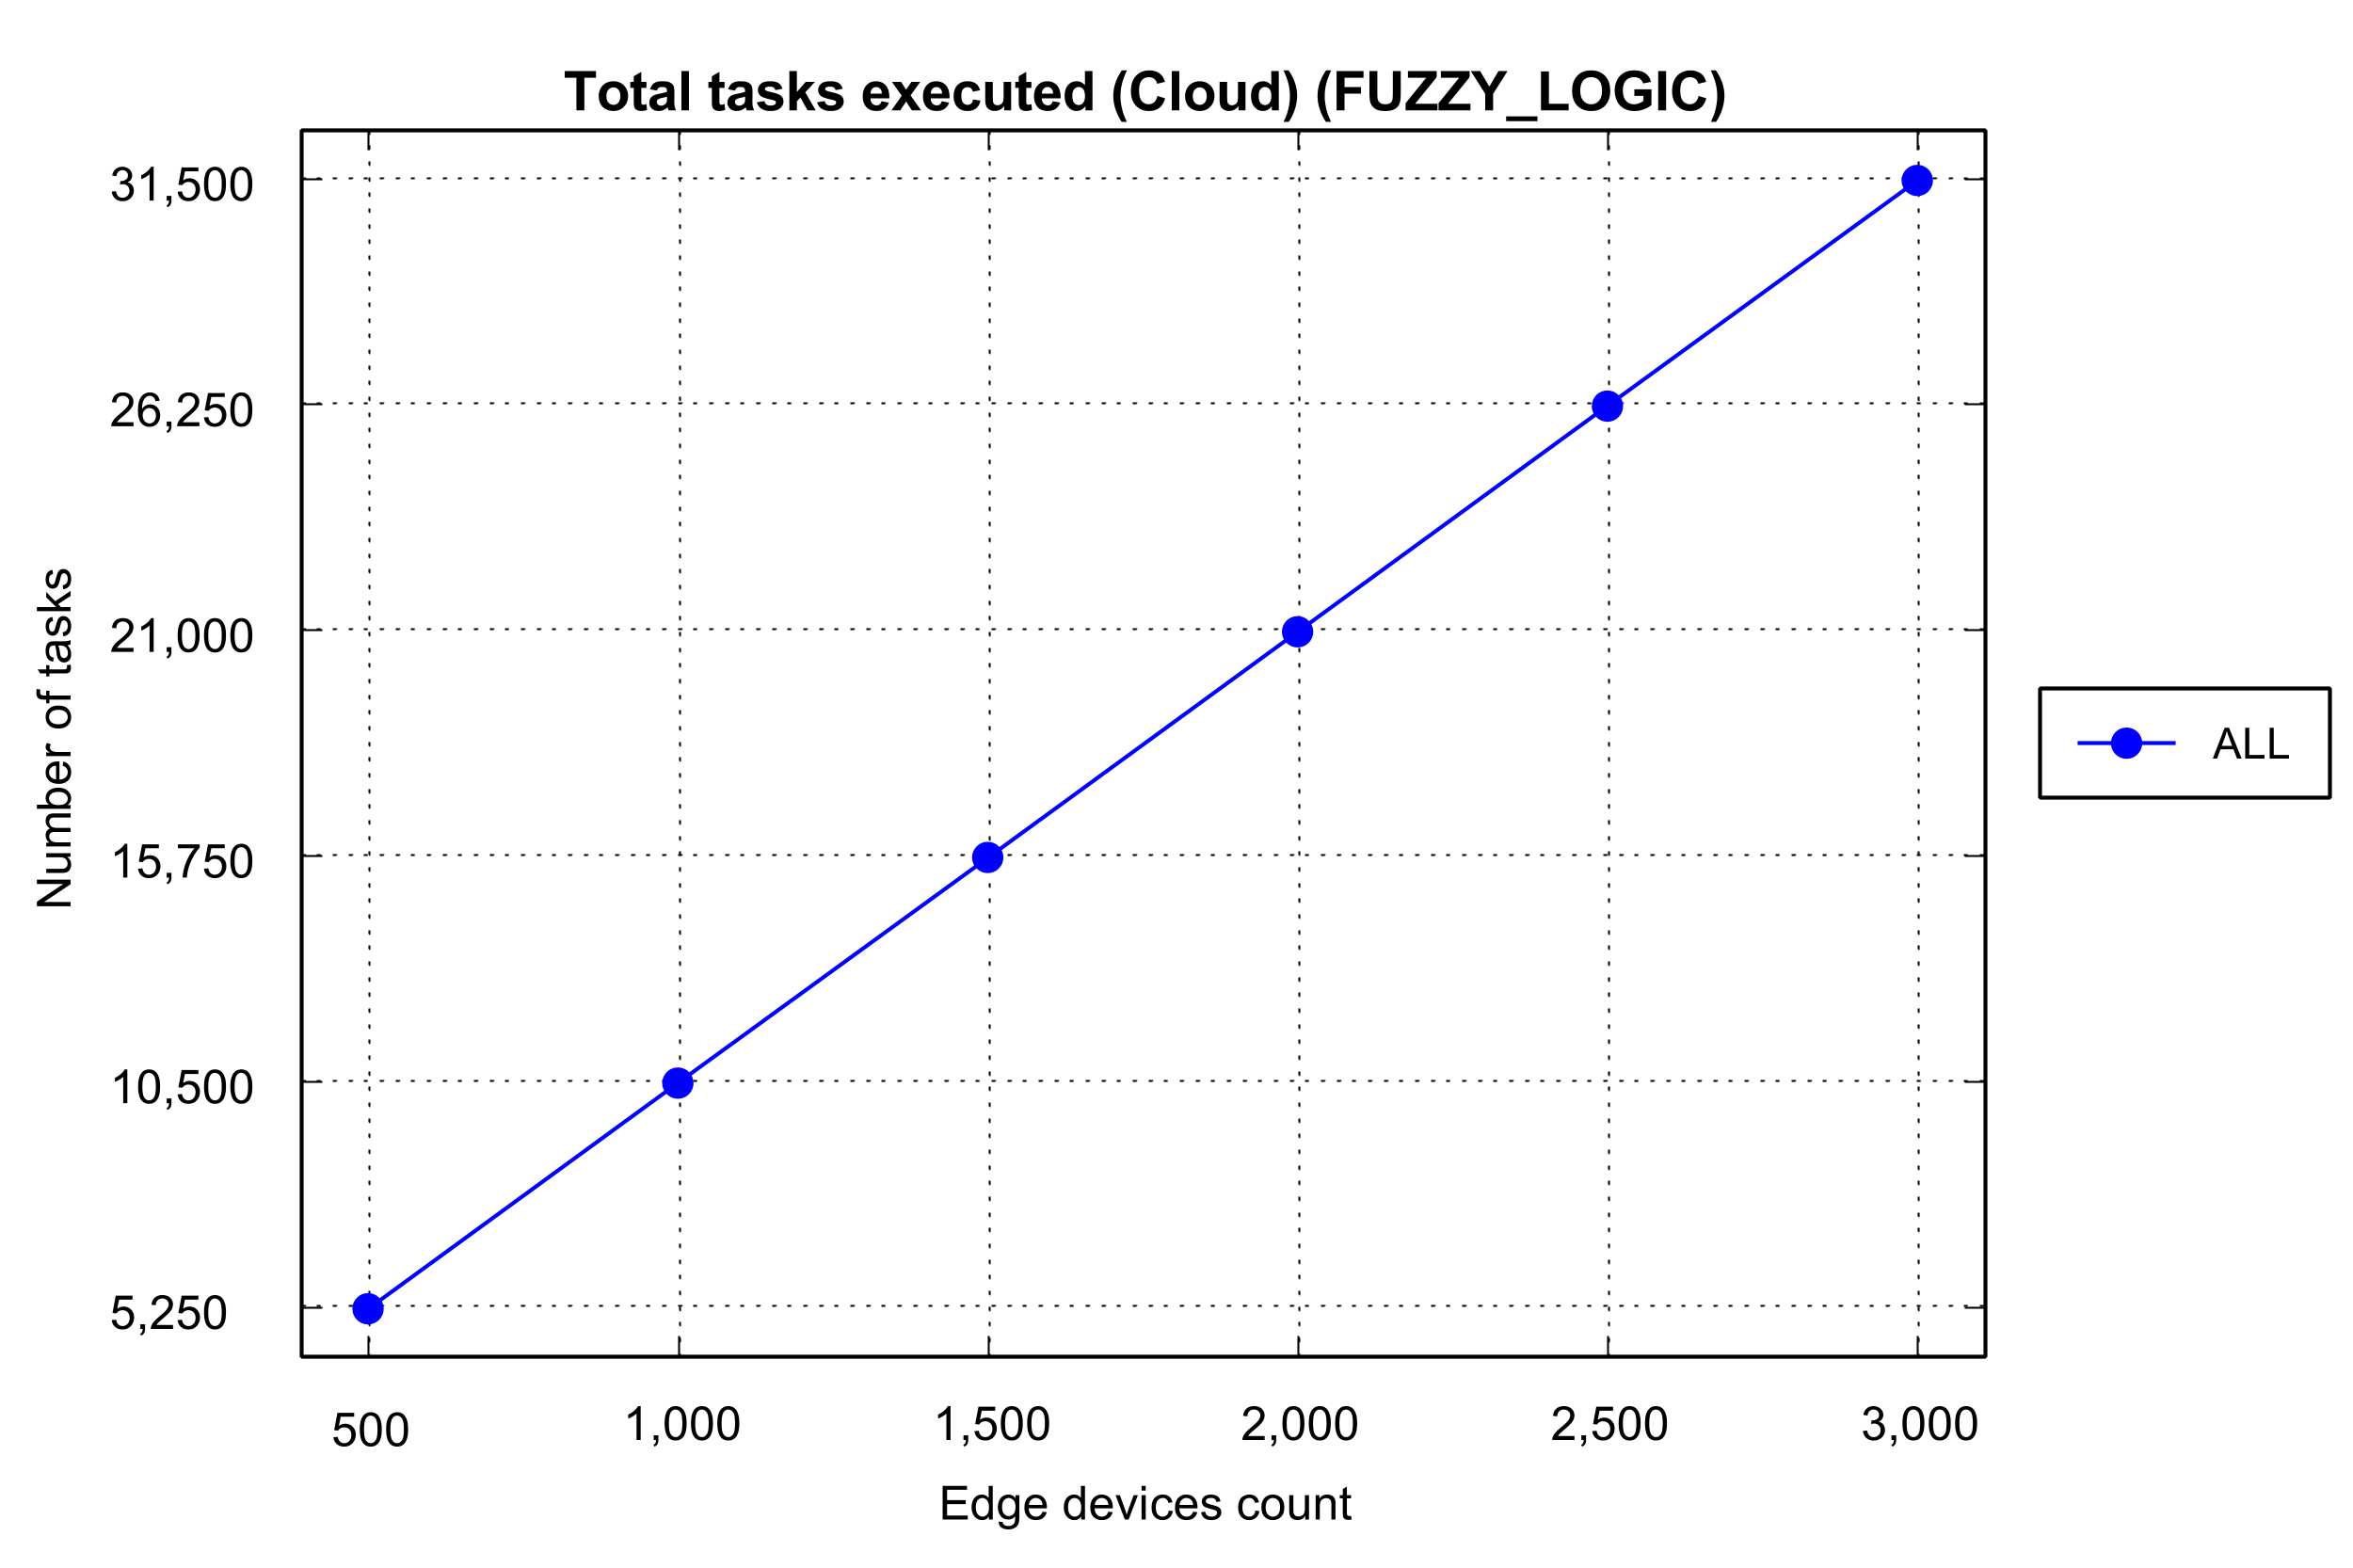 Total tasks executed (Cloud) (FUZZY_LOGIC)
31,500
26,250
21,000
15,750
10,500
5,250
Number of tasks
500 1,000 1,500 2,000 2,500 3,000
Edge devices count
ALL